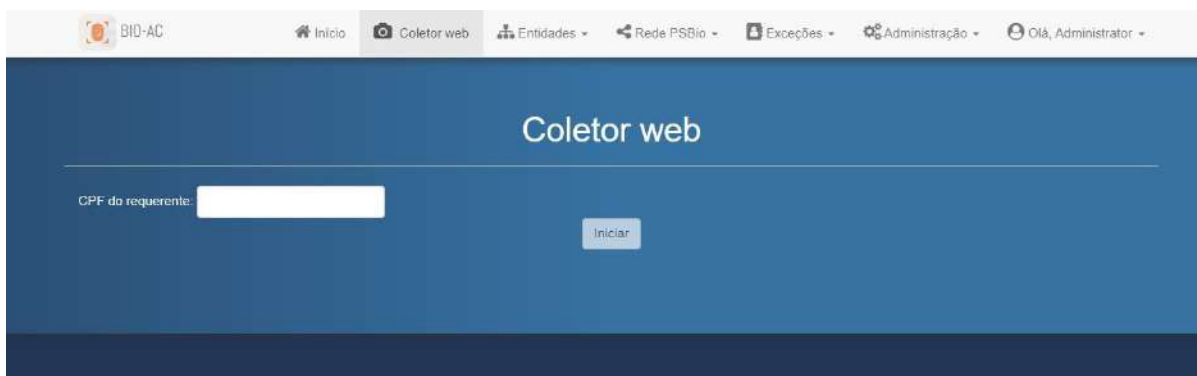 BIO-AC Início Coletor web Entidades Rede PSBio Exceções Administração Olá, Administrator
Coletor web
CPF do requerente:
Iniciar